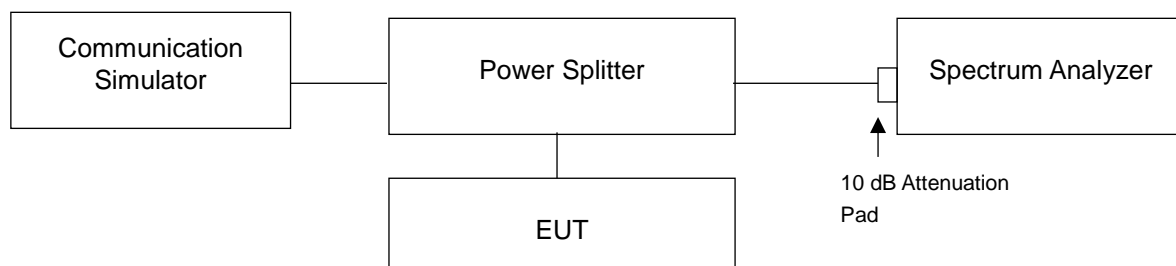 Communication
Simulator
Power Splitter
Spectrum Analyzer
10 dB Attenuation
Pad
EUT